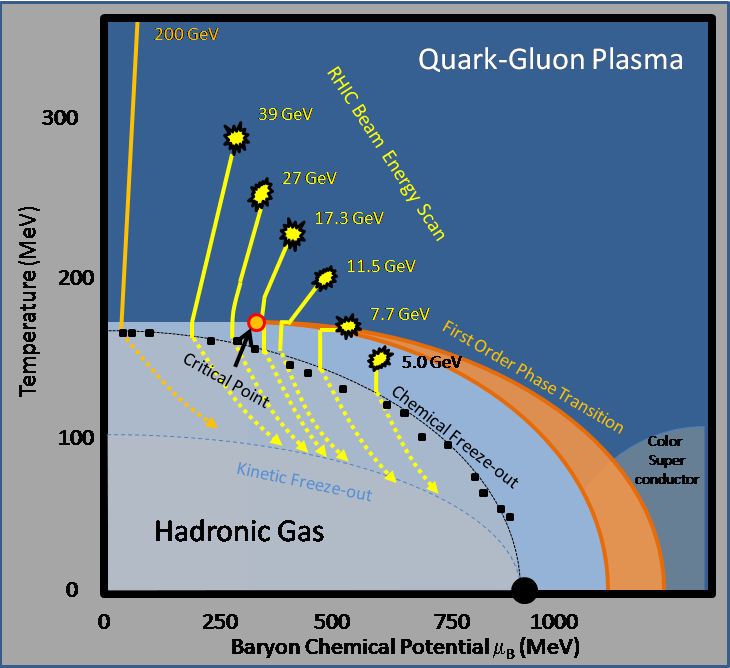 200 GeV
Quark-Gluon Plasma
RHIC Beam Energy Scan
300
39 GeV
27 GeV
17.3 GeV
200
11.5 GeV
7.7 GeV
5.0 GeV
First Order Phase Transition
Critical Point
Chemical Freeze-out
Temperature (MeV)
100
Color
Super
conductor
Kinetic Freeze-out
Hadronic Gas
0
0
250
500
750
1000
Baryon Chemical Potential μB (MeV)